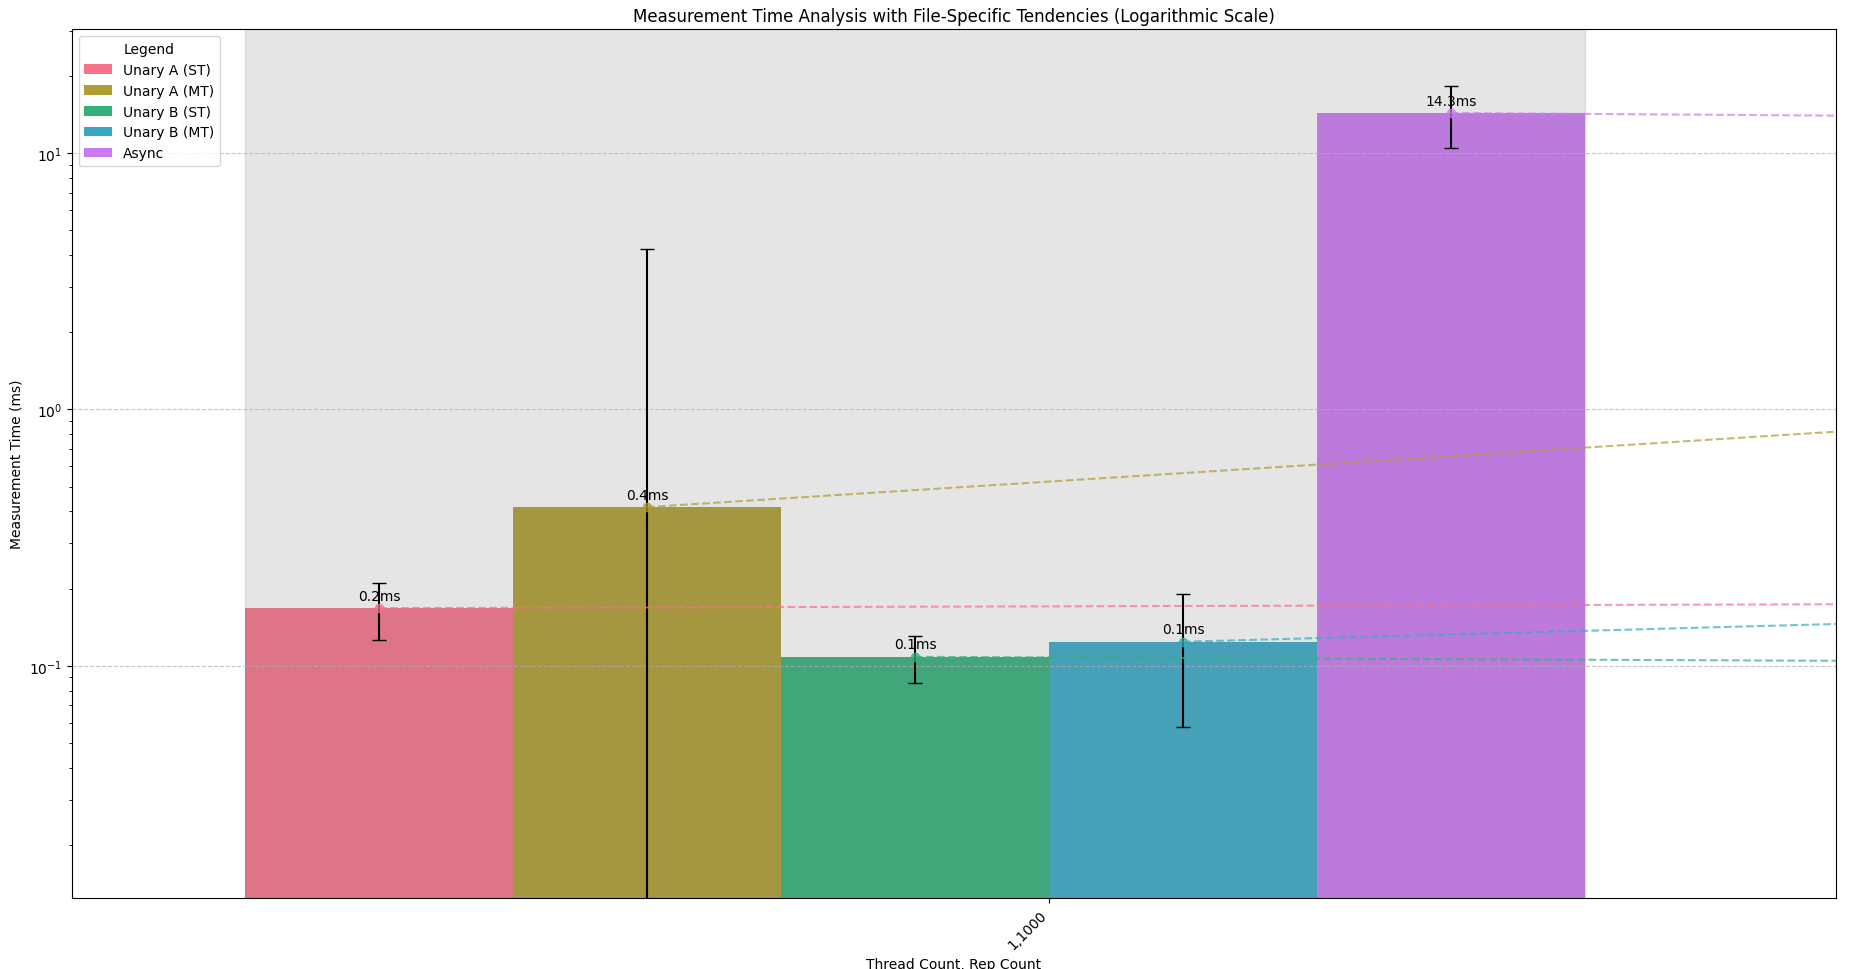 Measurement Time Analysis with File-Specific Tendencies (Logarithmic Scale)
Legend
Unary A (ST)
Unary A (MT)
Unary B (ST)
Unary B (MT)
Async
14.3ms
10¹
10⁰
0.4ms
0.2ms
0.1ms
0.1ms
10⁻¹
Measurement Time (ms)
1,1000
Thread Count, Rep Count